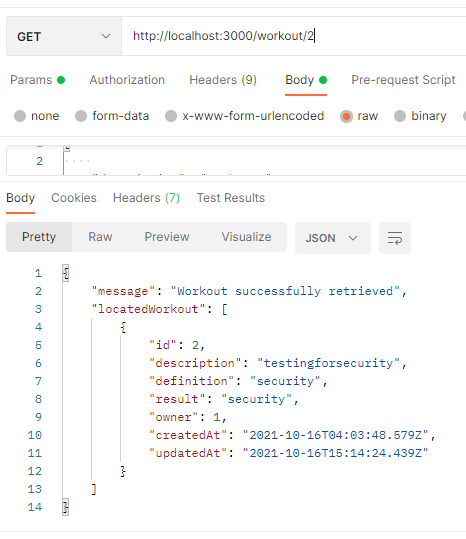 GET http://localhost:3000/workout/2
Params Authorization Headers (9) Body Pre-request Script
none form-data x-www-form-urlencoded raw binary
2
Body Cookies Headers (7) Test Results
Pretty Raw Preview Visualize JSON
1 {
2 "message": "Workout successfully retrieved",
3 "locatedWorkout": [
4 {
5 "id": 2,
6 "description": "testingforsecurity",
7 "definition": "security",
8 "result": "security",
9 "owner": 1,
10 "createdAt": "2021-10-16T04:03:48.579Z",
11 "updatedAt": "2021-10-16T15:14:24.439Z"
12 }
13 ]
14 }